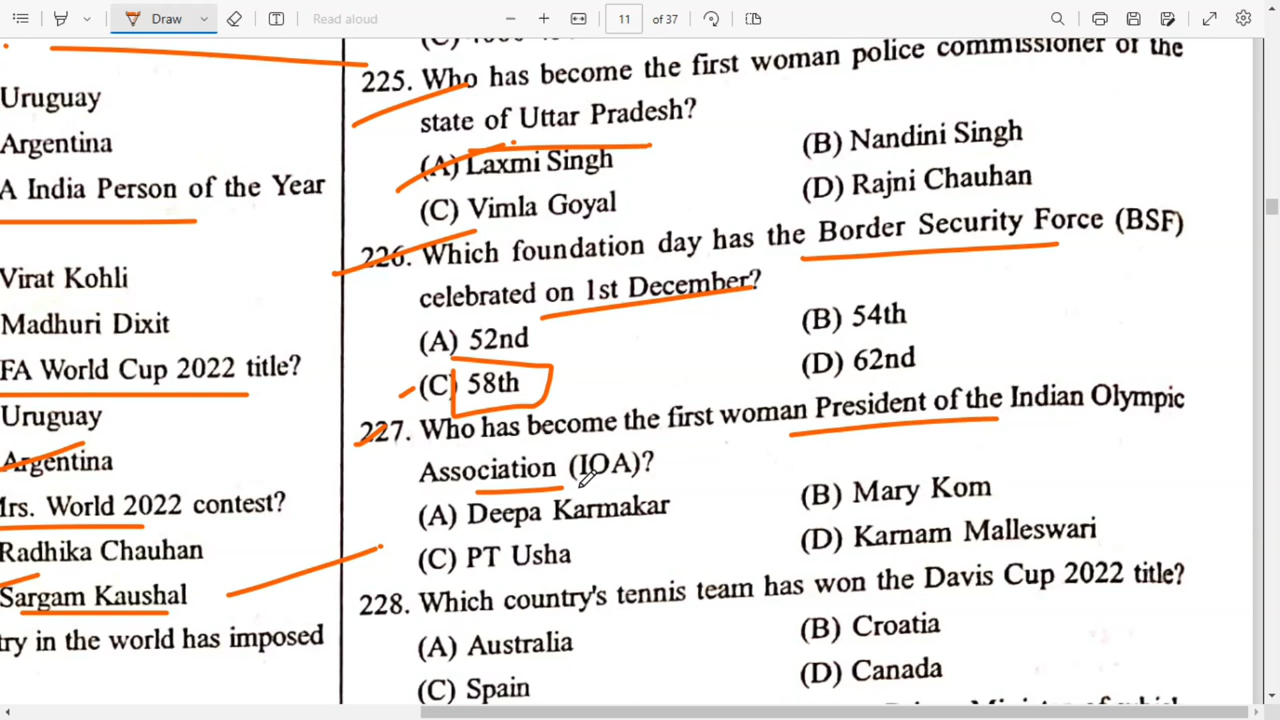 Draw
Read aloud
11 of 37
Uruguay
Argentina
A India Person of the Year
Virat Kohli
Madhuri Dixit
FA World Cup 2022 title?
Uruguay
Argentina
Mrs. World 2022 contest?
Radhika Chauhan
Sargam Kaushal
try in the world has imposed
225. Who has become the first woman police commissioner of the
state of Uttar Pradesh?
(A) Laxmi Singh (B) Nandini Singh
(C) Vimla Goyal (D) Rajni Chauhan
226. Which foundation day has the Border Security Force (BSF)
celebrated on 1st December?
(A) 52nd (B) 54th
(C) 58th (D) 62nd
227. Who has become the first woman President of the Indian Olympic
Association (IOA)?
(A) Deepa Karmakar (B) Mary Kom
(C) PT Usha (D) Karnam Malleswari
228. Which country's tennis team has won the Davis Cup 2022 title?
(A) Australia (B) Croatia
(C) Spain (D) Canada